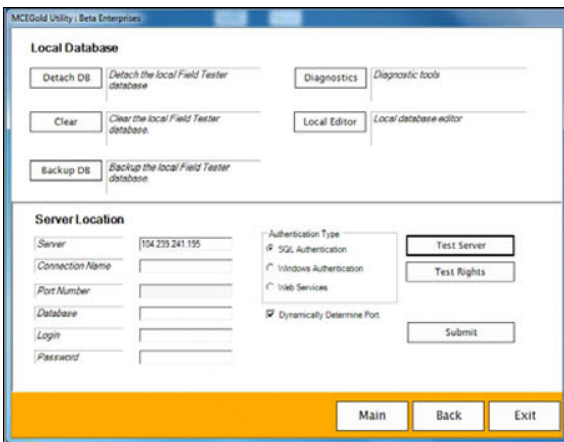 MCEGold Utility : Beta Enterprises
Local Database
Detach DB
Detach the local Field Tester
database
Diagnostics
Diagnostic tools
Clear
Clear the local Field Tester
database.
Local Editor
Local database editor
Backup DB
Backup the local Field Tester
database.
Server Location
Server
104.239.241.195
Connection Name
Port Number
Database
Login
Password
Authentication Type
SQL Authentication
Windows Authentication
Web Services
Dynamically Determine Port
Test Server
Test Rights
Submit
Main
Back
Exit